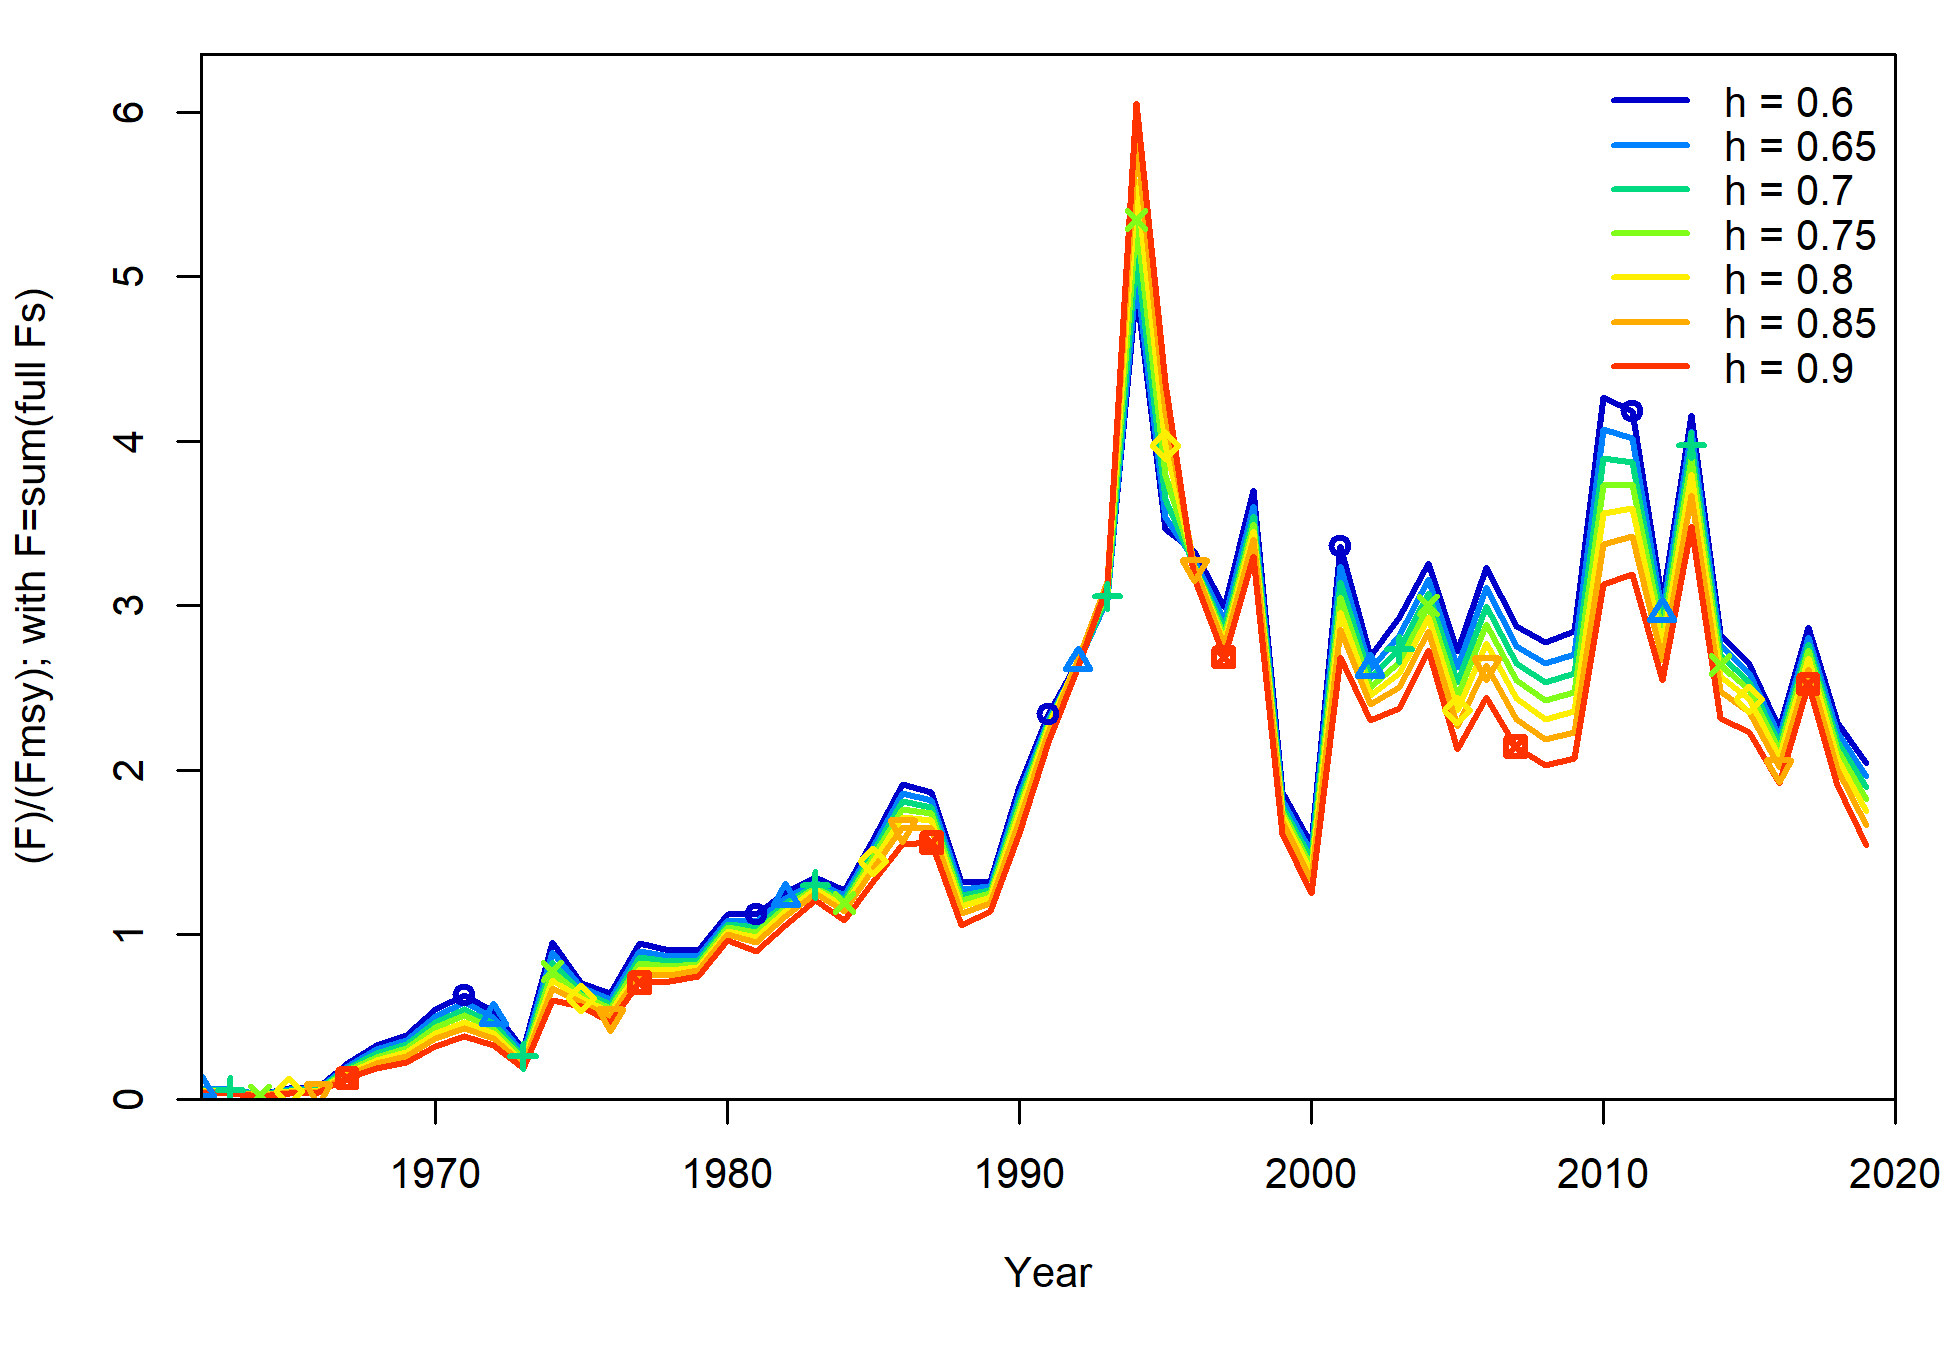 (F)/(Fmsy); with F=sum(full Fs)
6
5
4
3
2
1
0
h = 0.6
h = 0.65
h = 0.7
h = 0.75
h = 0.8
h = 0.85
h = 0.9
1970 1980 1990 2000 2010 2020
Year